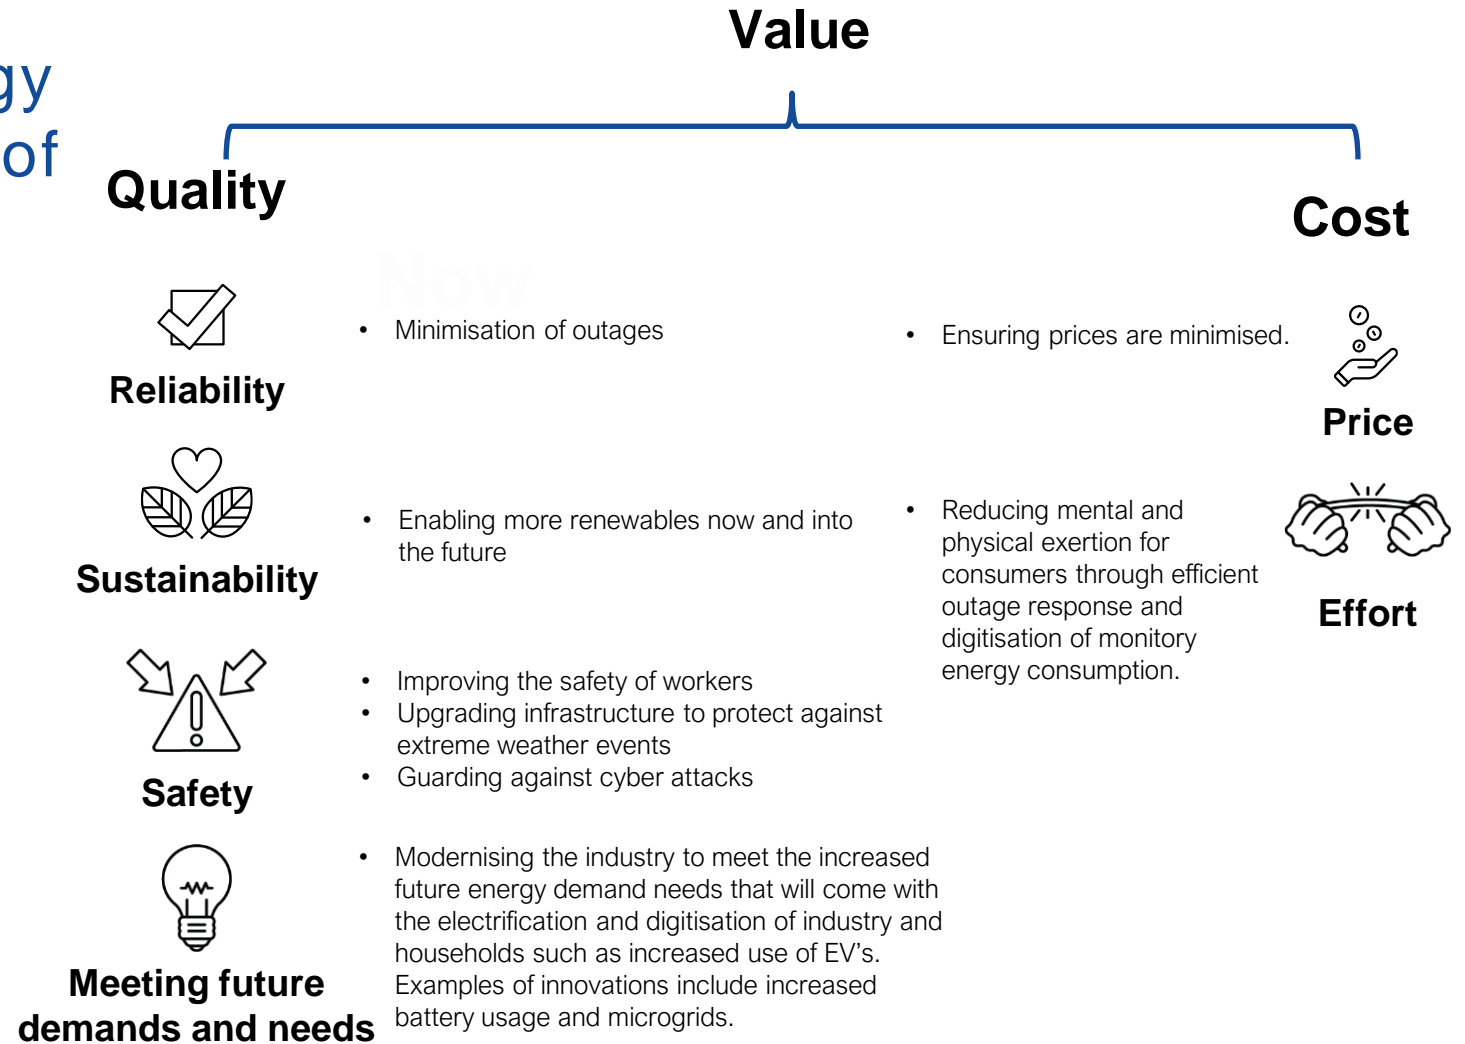 Value
gy
of
Quality
Cost
Now
• Minimisation of outages
Reliability
• Ensuring prices are minimised.
Price
• Enabling more renewables now and into
the future
Sustainability
• Reducing mental and
physical exertion for
consumers through efficient
outage response and
digitisation of monitory
energy consumption.
Effort
• Improving the safety of workers
• Upgrading infrastructure to protect against
extreme weather events
• Guarding against cyber attacks
Safety
• Modernising the industry to meet the increased
future energy demand needs that will come with
the electrification and digitisation of industry and
households such as increased use of EV’s.
Examples of innovations include increased
battery usage and microgrids.
Meeting future
demands and needs